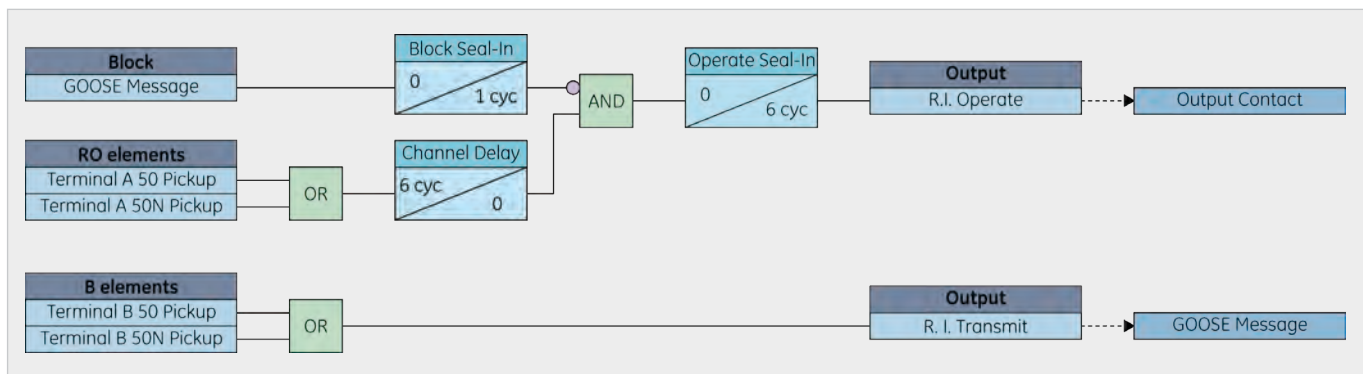 Block
GOOSE Message
Block Seal-In
0
1 cyc
AND
Operate Seal-In
0
6 cyc
Output
R.I. Operate
Output Contact
RO elements
Terminal A 50 Pickup
Terminal A 50N Pickup
OR
Channel Delay
6 cyc
0
B elements
Terminal B 50 Pickup
Terminal B 50N Pickup
OR
Output
R. I. Transmit
GOOSE Message